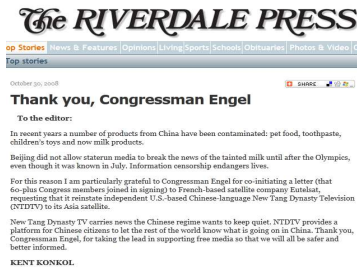 The RIVERDALE PRESS
op Stories News & Features Opinions Living Sports Schools Obituaries Photos & Video
Top stories
October 30, 2008
SHARE
Thank you, Congressman Engel
To the editor:
In recent years a number of products from China have been contaminated: pet food, toothpaste,
children's toys and now milk products.
Beijing did not allow staterun media to break the news of the tainted milk until after the Olympics,
even though it was known in July. Information censorship endangers lives.
For this reason I am particularly grateful to Congressman Engel for co-initiating a letter (that
60-plus Congress members joined in signing) to French-based satellite company Eutelsat,
requesting that it reinstate independent U.S.-based Chinese-language New Tang Dynasty Television
(NTDTV) to its Asia satellite.
New Tang Dynasty TV carries news the Chinese regime wants to keep quiet. NTDTV provides a
platform for Chinese citizens to let the rest of the world know what is going on in China. Thank you,
Congressman Engel, for taking the lead in supporting free media so that we will all be safer and
better informed.
KENT KONKOL